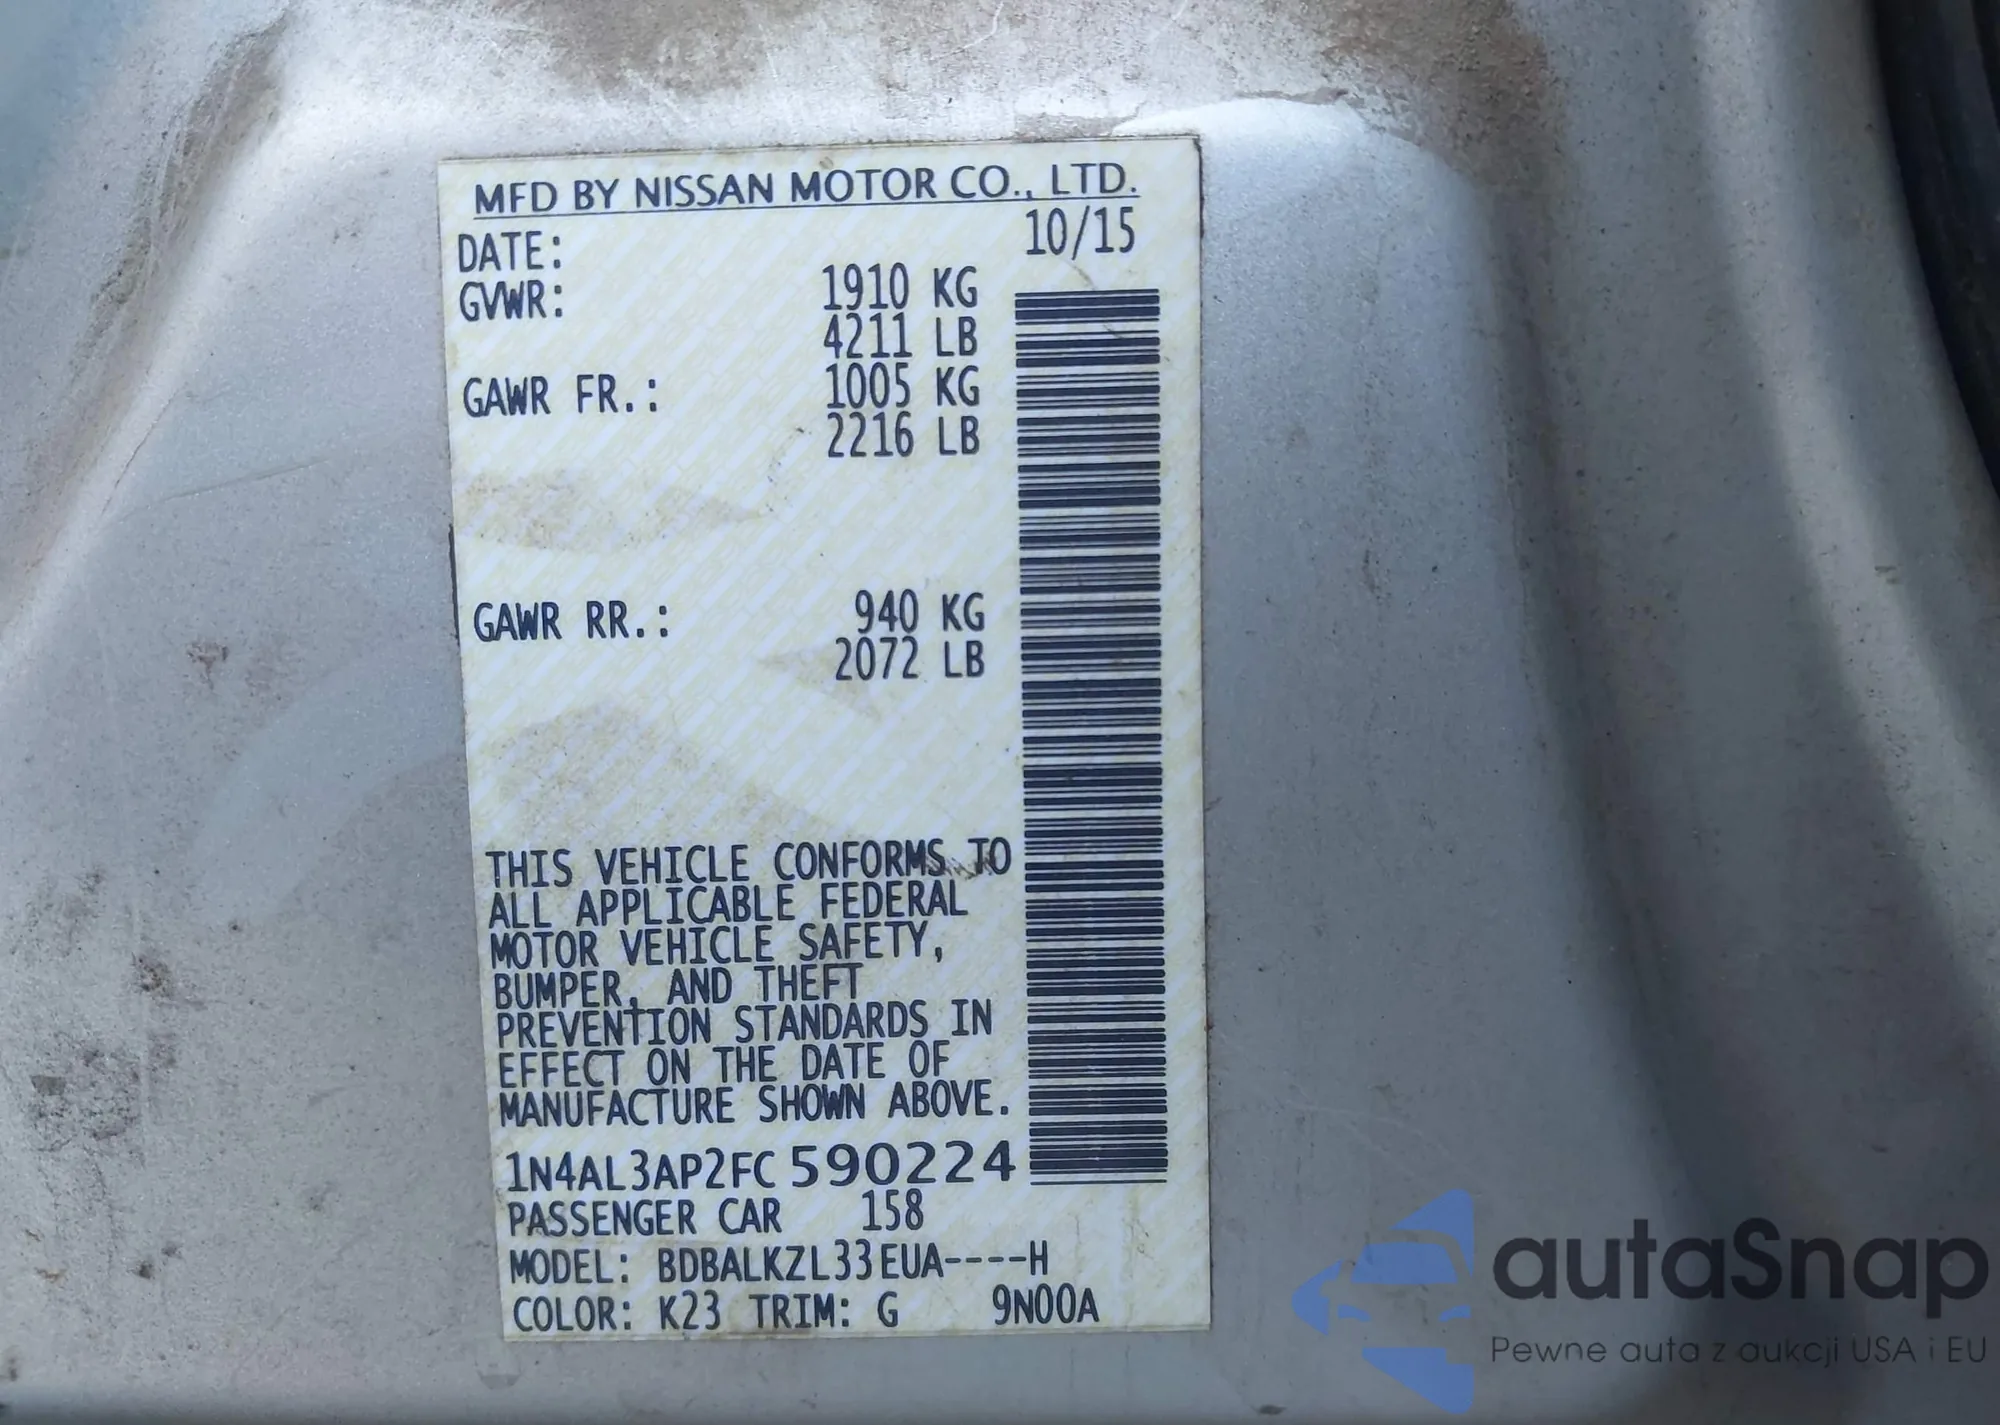 MFD BY NISSAN MOTOR CO., LTD.
DATE: 10/15
GVWR: 1910 KG
4211 LB
GAWR FR.: 1005 KG
2216 LB
GAWR RR.: 940 KG
2072 LB
THIS VEHICLE CONFORMS TO
ALL APPLICABLE FEDERAL
MOTOR VEHICLE SAFETY,
BUMPER, AND THEFT
PREVENTION STANDARDS IN
EFFECT ON THE DATE OF
MANUFACTURE SHOWN ABOVE.
1N4AL3AP2FC590224
PASSENGER CAR 158
MODEL: BDBALKZL33EUA----H
COLOR: K23 TRIM: G 9N00A
autaSnap
Pewne auta z aukcji USA i EU